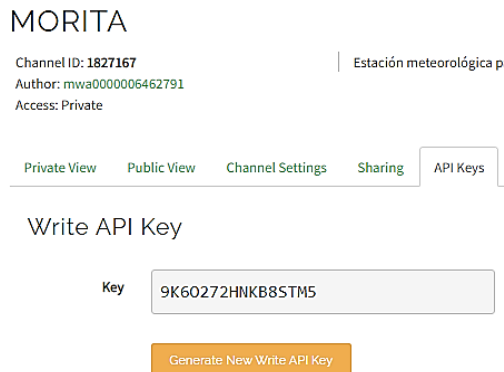 MORITA
Channel ID: 1827167
Estación meteorológica p
Author: mwa0000006462791
Access: Private
Private View Public View Channel Settings Sharing API Keys
Write API Key
Key 9K6O272HNKB8STM5
Generate New Write API Key